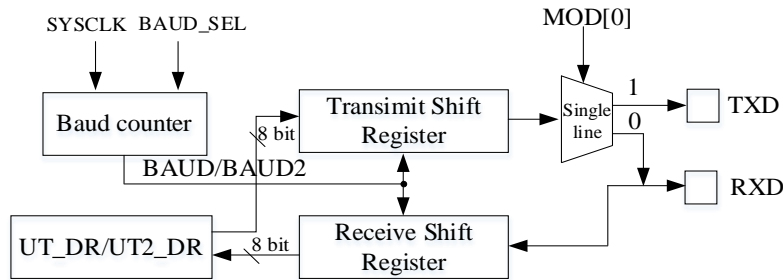 MOD[0]
SYSCLK BAUD_SEL
Transimit Shift
Register
1
TXD
Single
line
0
Baud counter
8 bit
BAUD/BAUD2
RXD
UT_DR/UT2_DR
8 bit
Receive Shift
Register